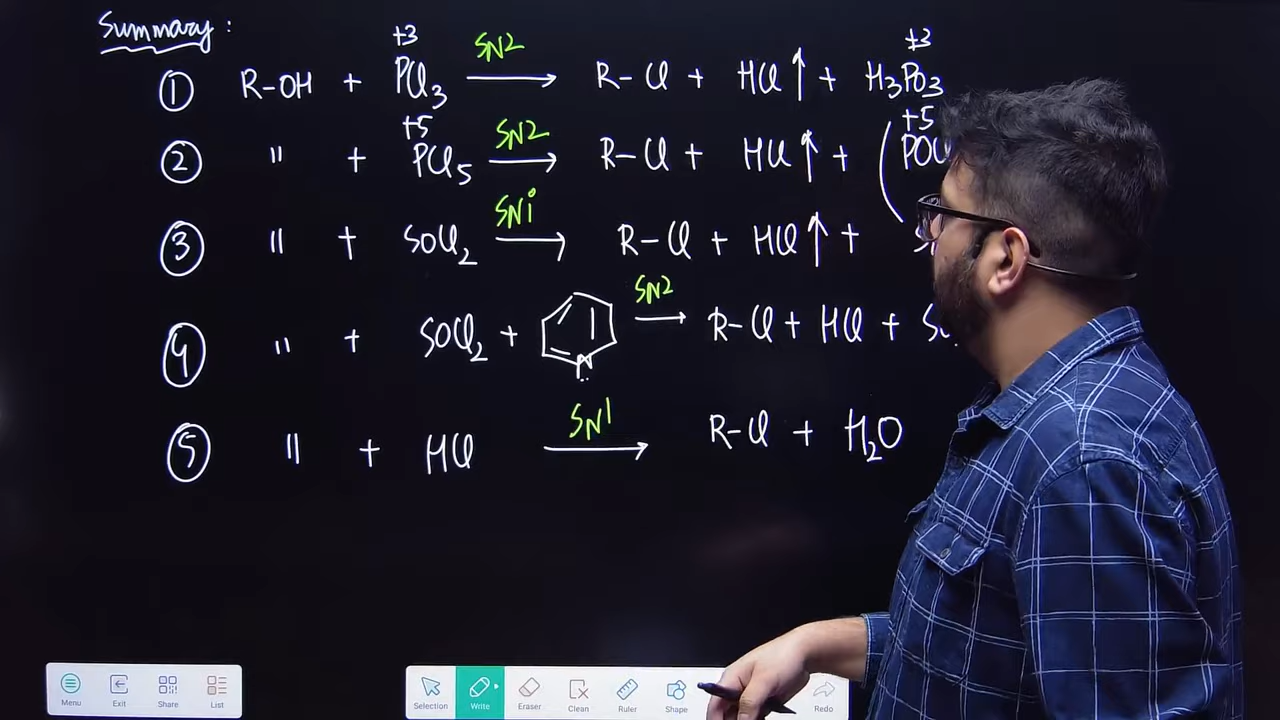 Summary :
① R-OH + PCl₃ SN2 → R-Cl + HCl ↑ + H₃PO₃
+3 +3
② " + PCl₅ SN2 → R-Cl + HCl ↑ + (
+5 +5
③ " + SOCl₂ SNi → R-Cl + HCl ↑ +
④ " + SOCl₂ + N SN2 → R-Cl + HCl +
⑤ " + HCl SN1 → R-Cl + H₂O
Menu Exit Share List Selection Write Eraser Clean Ruler Shape Redo